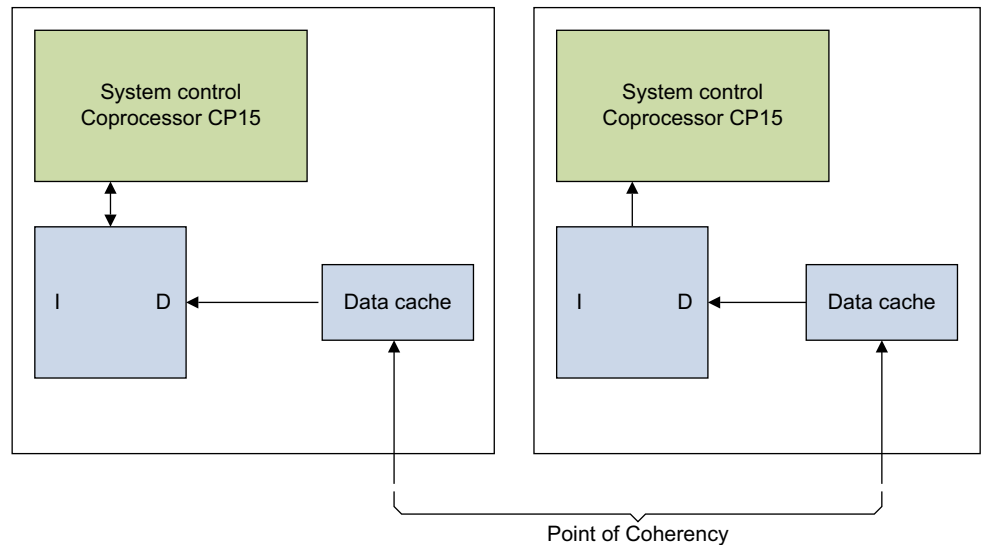 System control
Coprocessor CP15
System control
Coprocessor CP15
I D
Data cache
I D
Data cache
Point of Coherency